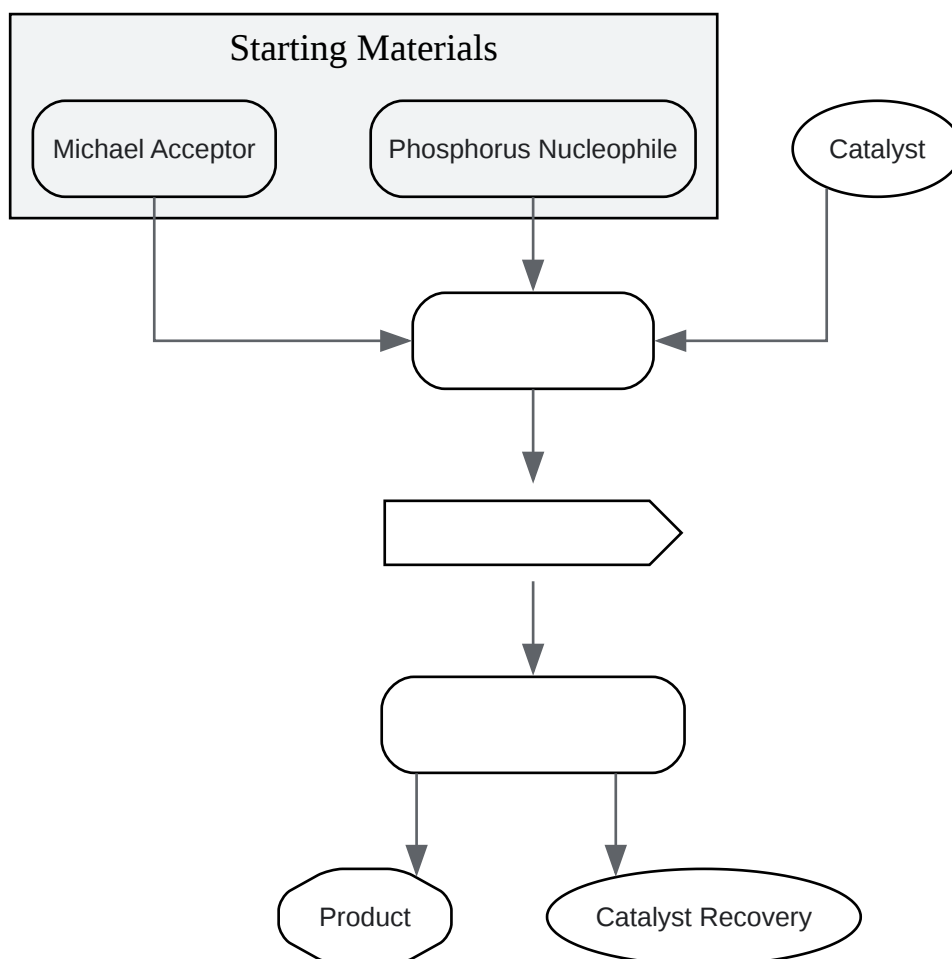 Starting Materials
Michael Acceptor
Phosphorus Nucleophile
Catalyst
Product
Catalyst Recovery